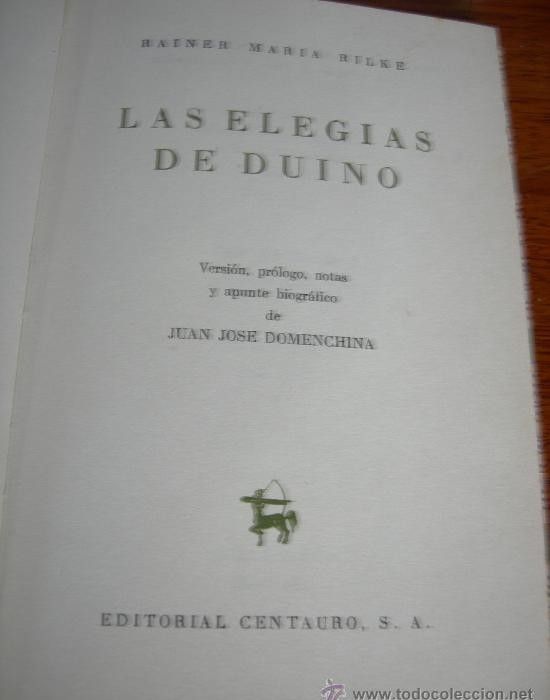 RAINER MARIA RILKE
LAS ELEGIAS
DE DUINO
Versión, prólogo, notas
y apunte biográfico
de
JUAN JOSE DOMENCHINA
EDITORIAL CENTAURO, S. A.
todocoleccion.net